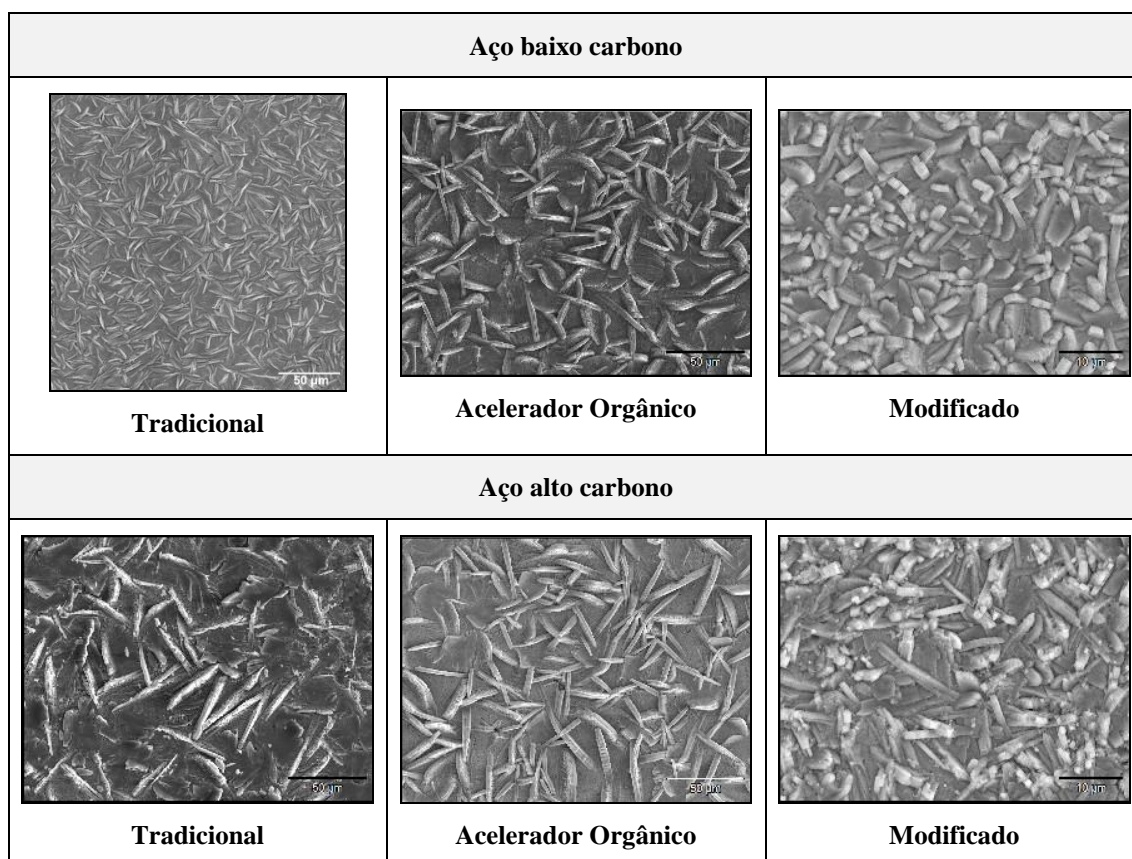 Aço baixo carbono
50 µm
50 µm
10 µm
Tradicional
Acelerador Orgânico
Modificado
Aço alto carbono
50 µm
50 µm
10 µm
Tradicional
Acelerador Orgânico
Modificado